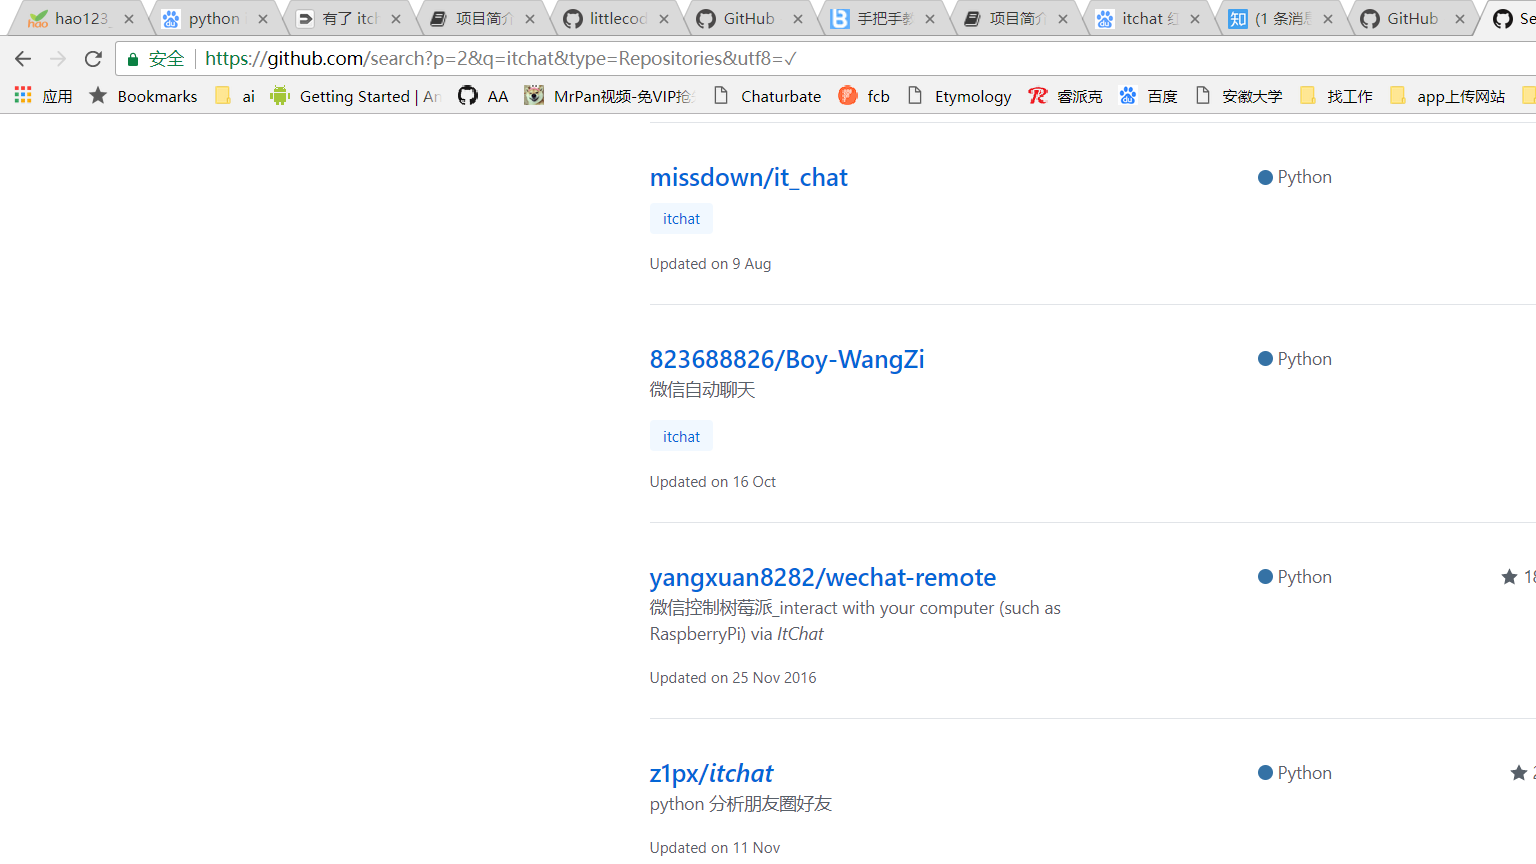 hao123 python 有了 itch 项目简介 littlecod GitHub 手把手教 项目简介 itchat 红 (1 条消息 GitHub Se
安全 https://github.com/search?p=2&q=itchat&type=Repositories&utf8=✓
应用 Bookmarks ai Getting Started | An AA MrPan视频-免VIP抢 Chaturbate fcb Etymology 睿派克 百度 安徽大学 找工作 app上传网站
missdown/it_chat Python
itchat
Updated on 9 Aug
823688826/Boy-WangZi Python
微信自动聊天
itchat
Updated on 16 Oct
yangxuan8282/wechat-remote Python 18
微信控制树莓派_interact with your computer (such as
RaspberryPi) via ItChat
Updated on 25 Nov 2016
z1px/itchat Python 2
python 分析朋友圈好友
Updated on 11 Nov